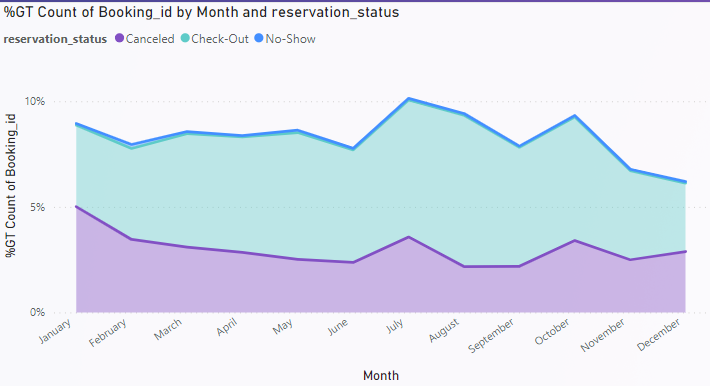 %GT Count of Booking_id by Month and reservation_status
reservation_status Canceled Check-Out No-Show
%GT Count of Booking_id
10%
5%
0%
January February March April May June July August September October November December
Month